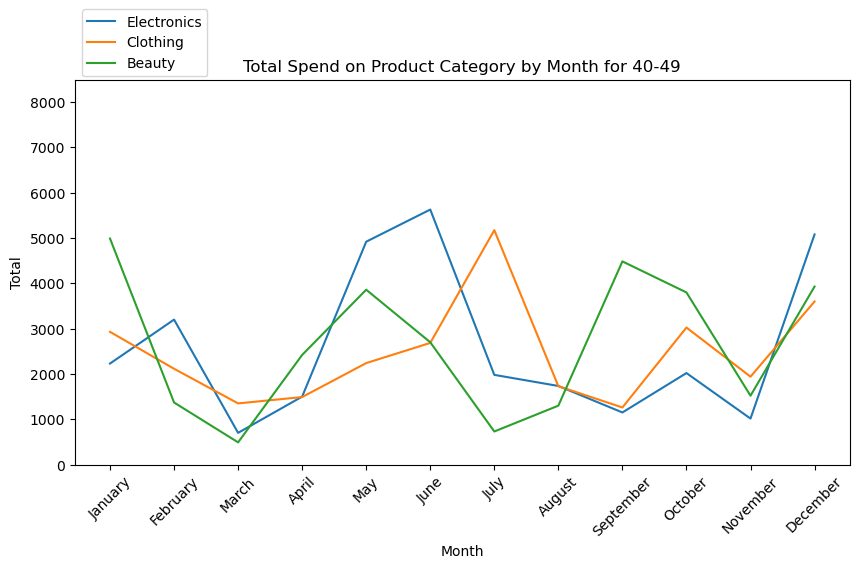 Electronics
Clothing
Beauty
Total Spend on Product Category by Month for 40-49
8000
7000
6000
5000
4000
3000
2000
1000
0
Total
January
February
March
April
May
June
July
August
September
October
November
December
Month